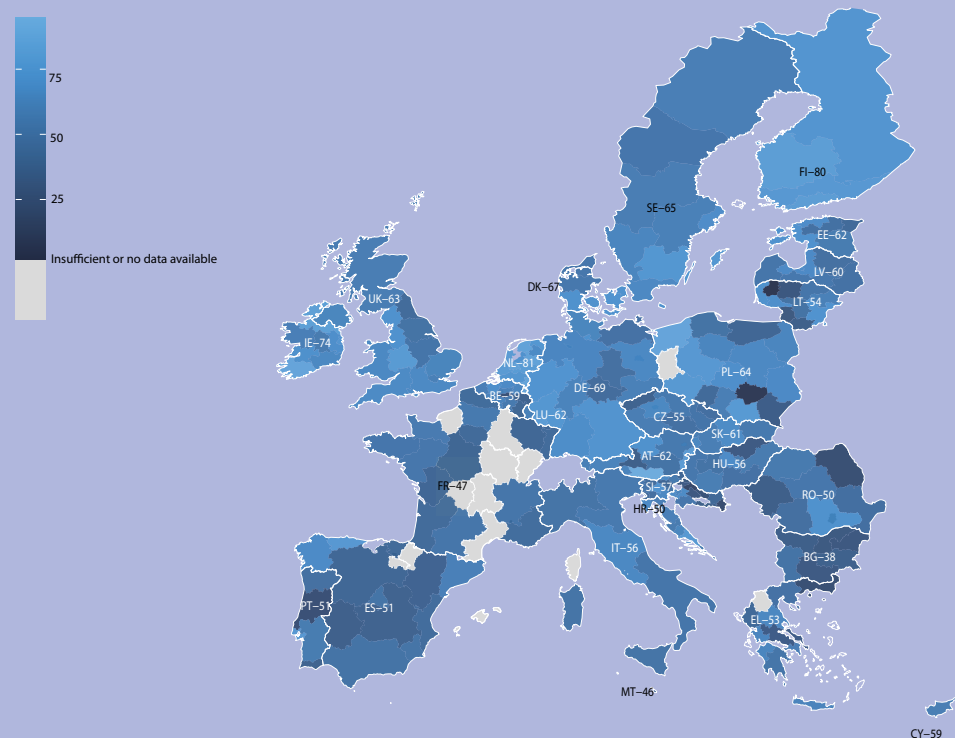 75
50
25
Insufficient or no data available
FI–80
SE–65
EE–62
LV–60
LT–54
DK–67
UK–63
IE–74
NL–81
BE–59
LU–62
DE–69
PL–64
CZ–55
SK–61
AT–62
HU–56
FR–47
SI–57
HR–50
RO–50
IT–56
BG–38
PT–51
ES–51
EL–53
MT–46
CY–59